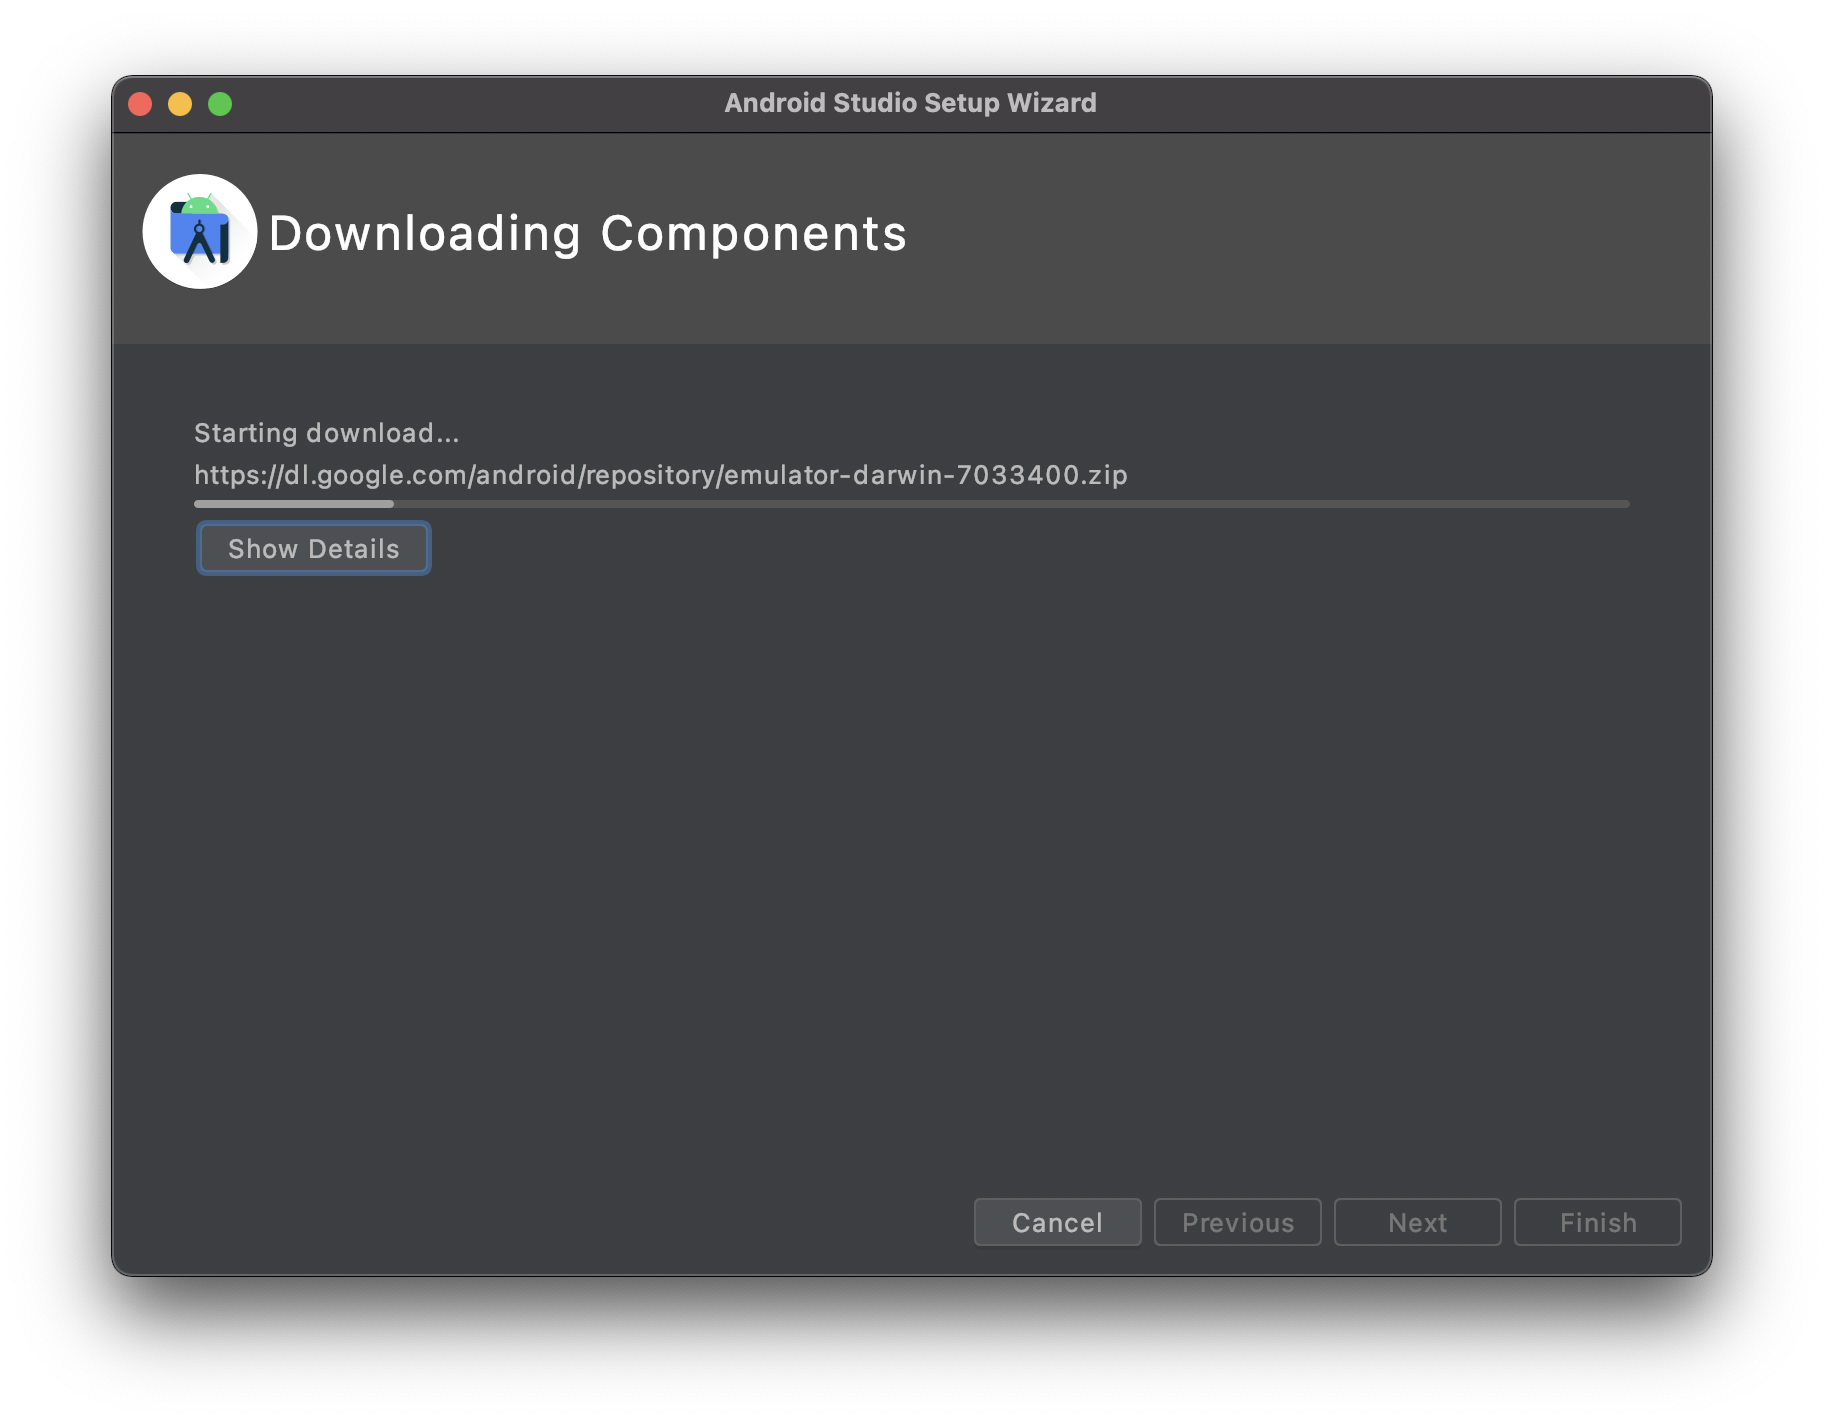 Android Studio Setup Wizard
Downloading Components
Starting download...
https://dl.google.com/android/repository/emulator-darwin-7033400.zip
Show Details
Cancel
Previous
Next
Finish